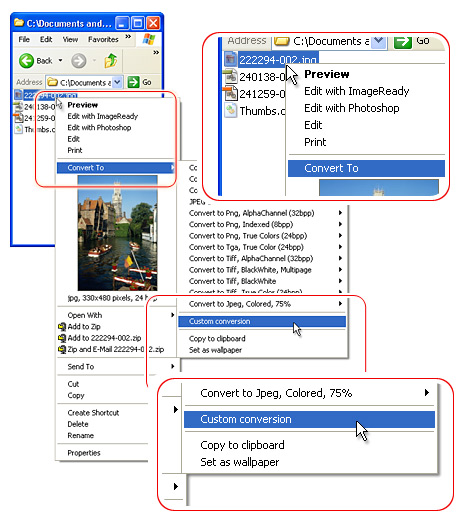 C:\Documents and...
File Edit View Favorites »
Back
Address C:\Documents a Go
222294-002.jpg
240138-0
241259-0
Thumbs.c
Preview
Edit with ImageReady
Edit with Photoshop
Edit
Print
Convert To
jpg, 330x480 pixels, 24
Open With
Add to Zip
Add to 222294-002.zip
Zip and E-Mail 222294-002.zip
Send To
Cut
Copy
Create Shortcut
Delete
Rename
Properties
JPEG
Convert to Png, AlphaChannel (32bpp)
Convert to Png, Indexed (8bpp)
Convert to Png, True Colors (24bpp)
Convert to Tga, True Color (24bpp)
Convert to Tiff, AlphaChannel (32bpp)
Convert to Tiff, BlackWhite, Multipage
Convert to Tiff, BlackWhite
Convert to Tiff, True Color (24bpp)
Convert to Jpeg, Colored, 75%
Custom conversion
Copy to clipboard
Set as wallpaper
Address C:\Documents a Go
222294-002.jpg
240138-0
241259-0
Thumbs.c
Preview
Edit with ImageReady
Edit with Photoshop
Edit
Print
Convert To
Convert to Jpeg, Colored, 75%
Custom conversion
Copy to clipboard
Set as wallpaper